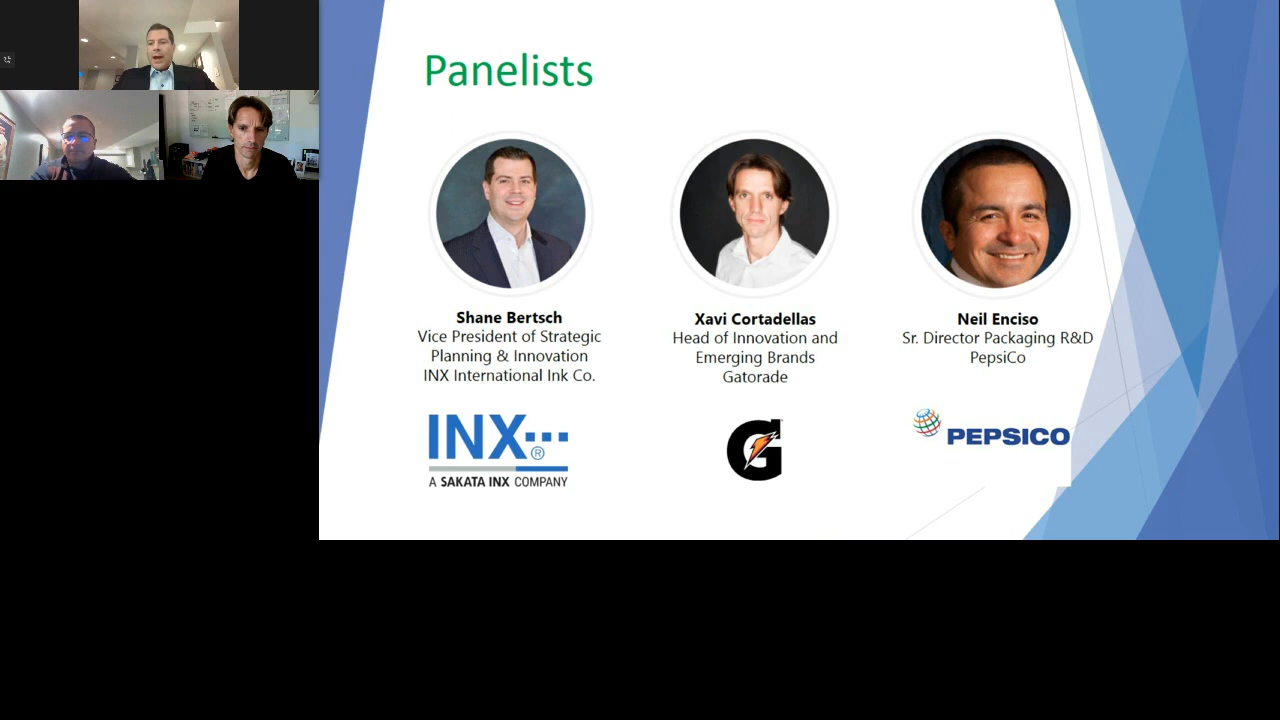 Panelists
Shane Bertsch
Vice President of Strategic
Planning & Innovation
INX International Ink Co.
INX®
A SAKATA INX COMPANY
Xavi Cortadellas
Head of Innovation and
Emerging Brands
Gatorade
G
Neil Enciso
Sr. Director Packaging R&D
PepsiCo
PEPSICO